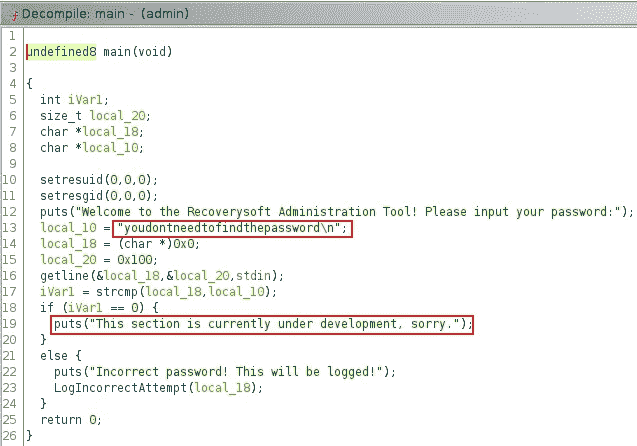 Decompile: main - (admin)
1
2 undefined8 main(void)
3
4 {
5 int iVar1;
6 size_t local_20;
7 char *local_18;
8 char *local_10;
9
10 setresuid(0,0,0);
11 setresgid(0,0,0);
12 puts("Welcome to the Recoverysoft Administration Tool! Please input your password:");
13 local_10 = "youdontneedtofindthepassword\n";
14 local_18 = (char *)0x0;
15 local_20 = 0x100;
16 getline(&local_18,&local_20,stdin);
17 iVar1 = strcmp(local_18,local_10);
18 if (iVar1 == 0) {
19 puts("This section is currently under development, sorry.");
20 }
21 else {
22 puts("Incorrect password! This will be logged!");
23 LogIncorrectAttempt(local_18);
24 }
25 return 0;
26 }